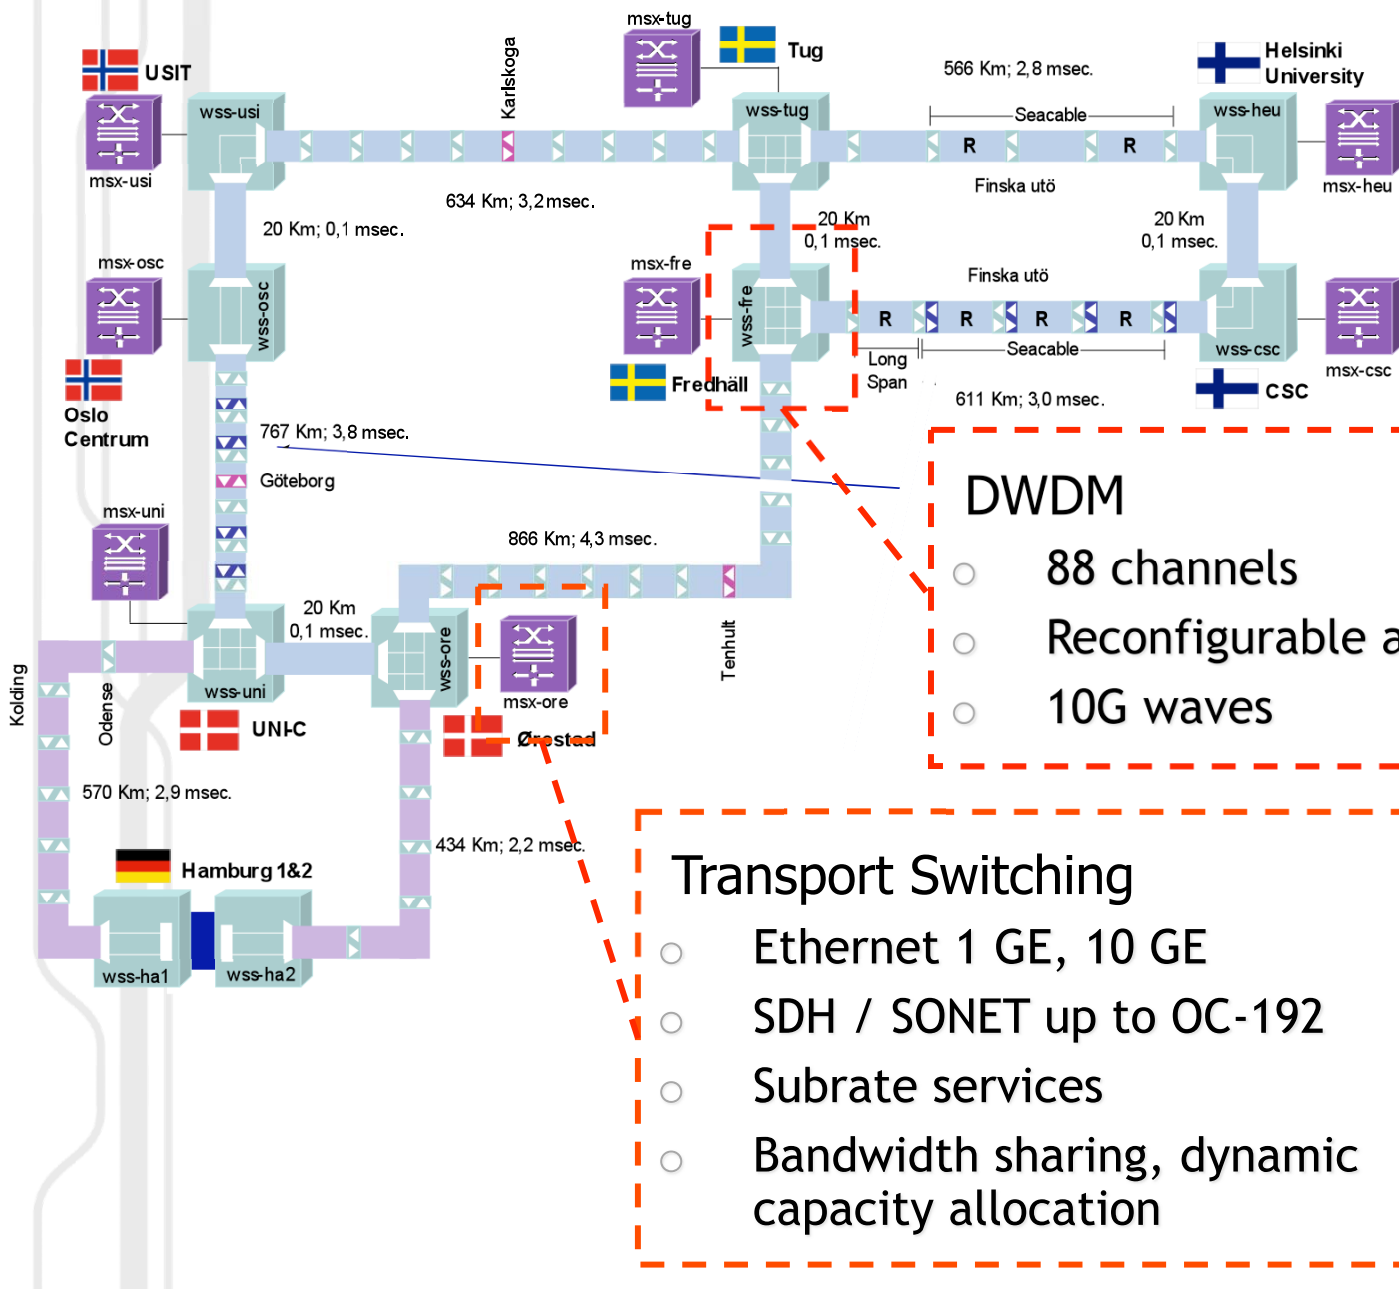 msx-tug
Tug
Helsinki
University
USIT
Karlskoga
566 Km; 2,8 msec.
wss-usi
wss-tug
Seacable
wss-heu
R
R
msx-usi
Finska utö
msx-heu
634 Km; 3,2msec.
20 Km; 0,1 msec.
20 Km
0,1 msec.
20 Km
0,1 msec.
msx-osc
msx-fre
Finska utö
wss-osc
wss-fre
R
R
R
R
wss-csc
Long
Span
Seacable
msx-csc
Fredhäll
CSC
611 Km; 3,0 msec.
Oslo
Centrum
767 Km; 3,8 msec.
Göteborg
DWDM
88 channels
Reconfigurable a
10G waves
msx-uni
866 Km; 4,3 msec.
20 Km
0,1 msec.
wss-ore
Tenhult
Kolding
Odense
wss-uni
msx-ore
UNI-C
Ørestad
570 Km; 2,9 msec.
434 Km; 2,2 msec.
Hamburg 1&2
wss-ha1
wss-ha2
Transport Switching
Ethernet 1 GE, 10 GE
SDH / SONET up to OC-192
Subrate services
Bandwidth sharing, dynamic
capacity allocation